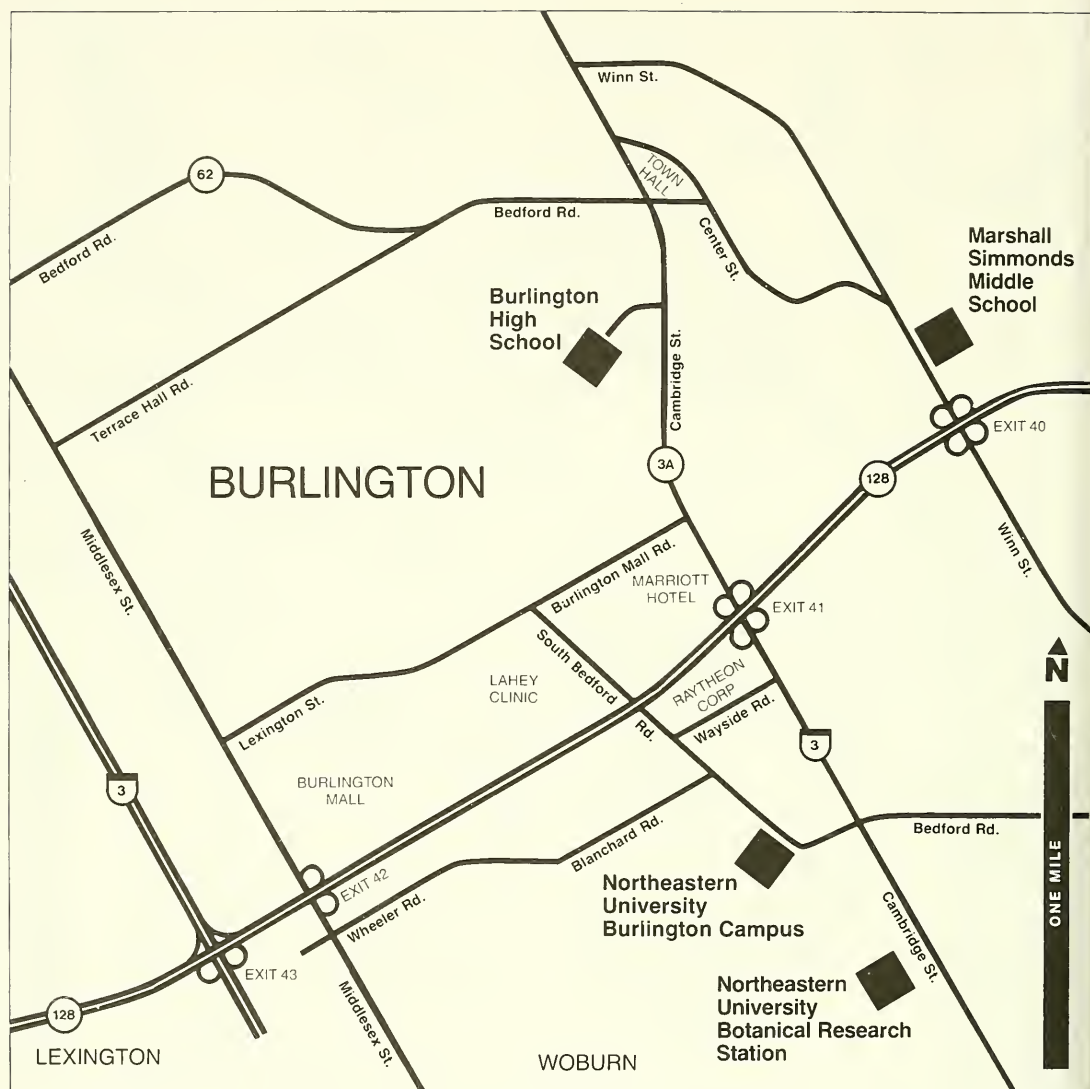 Winn St.
TOWN
HALL
62
Bedford Rd.
Bedford Rd.
Center St.
Marshall
Simmonds
Middle
School
Burlington
High
School
Cambridge St.
Terrace Hall Rd.
EXIT 40
3A
128
BURLINGTON
Middlesex St.
Winn St.
Burlington Mall Rd.
MARRIOTT
HOTEL
EXIT 41
South Bedford
Rd.
LAHEY
CLINIC
RAYTHEON
CORP
Wayside Rd.
N
Lexington St.
3
3
BURLINGTON
MALL
Bedford Rd.
Blanchard Rd.
EXIT 42
Wheeler Rd.
Northeastern
University
Burlington Campus
ONE MILE
Cambridge St.
EXIT 43
Northeastern
University
Botanical Research
Station
Middlesex St.
128
LEXINGTON
WOBURN